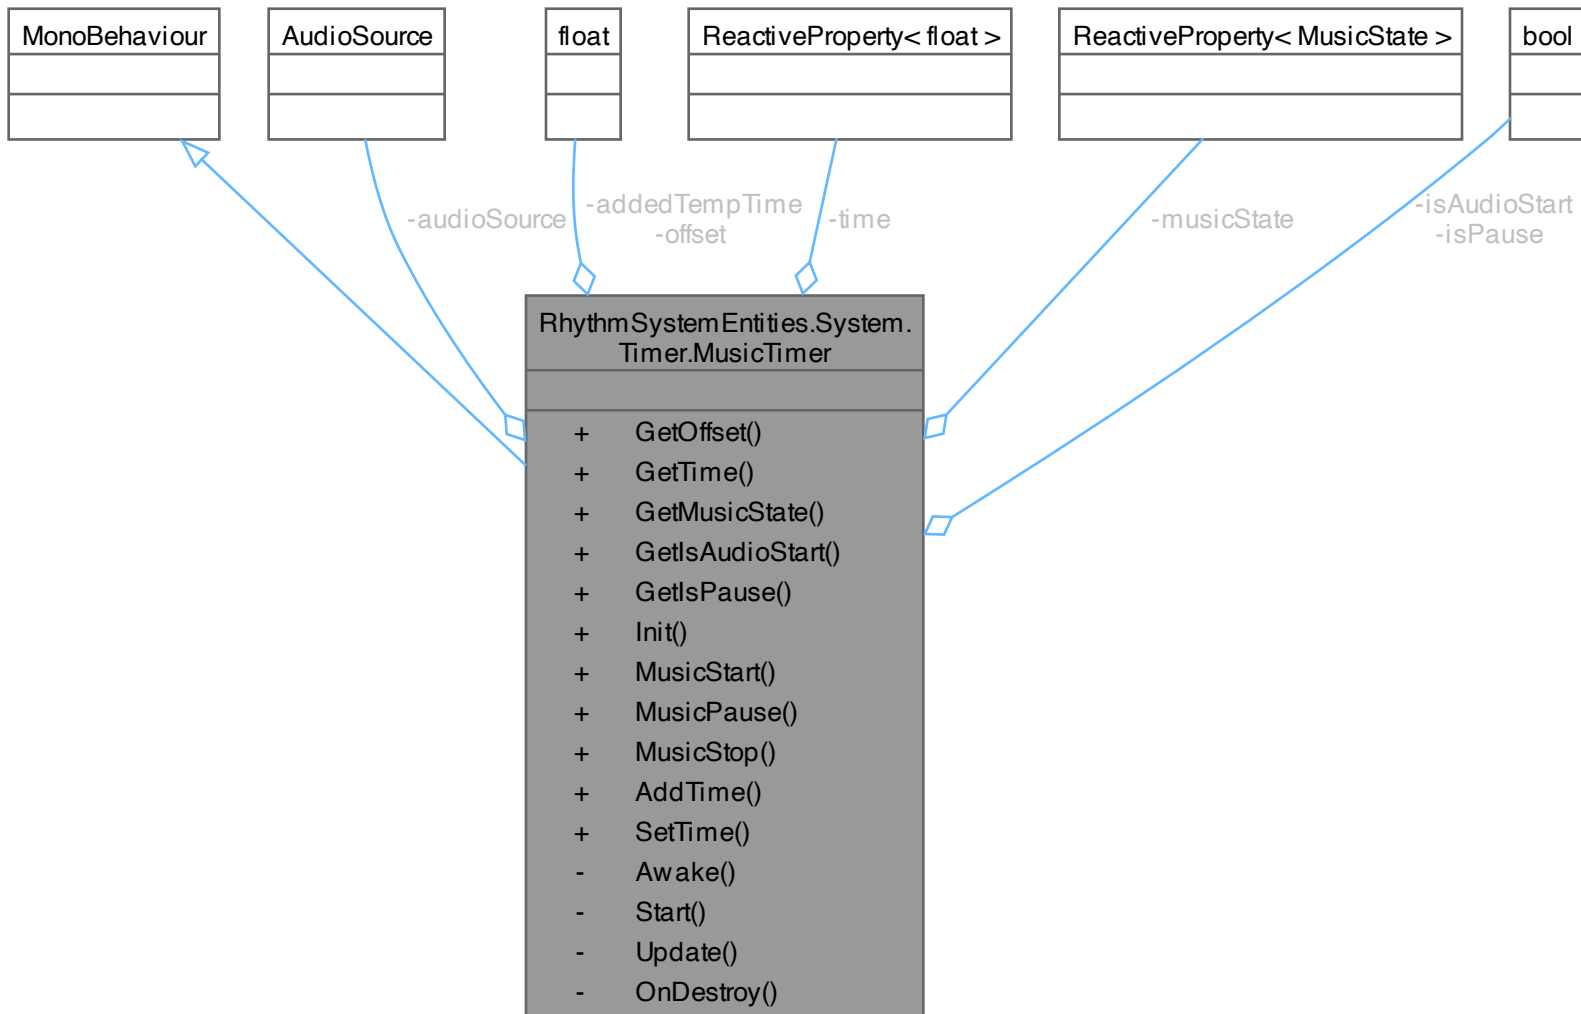 MonoBehaviour
AudioSource
float
ReactiveProperty< float >
ReactiveProperty< MusicState >
bool
-audioSource
-addedTempTime
-offset
-time
-musicState
-isAudioStart
-isPause
RhythmSystemEntities.System.
Timer.MusicTimer
+ GetOffset()
+ GetTime()
+ GetMusicState()
+ GetIsAudioStart()
+ GetIsPause()
+ Init()
+ MusicStart()
+ MusicPause()
+ MusicStop()
+ AddTime()
+ SetTime()
- Awake()
- Start()
- Update()
- OnDestroy()